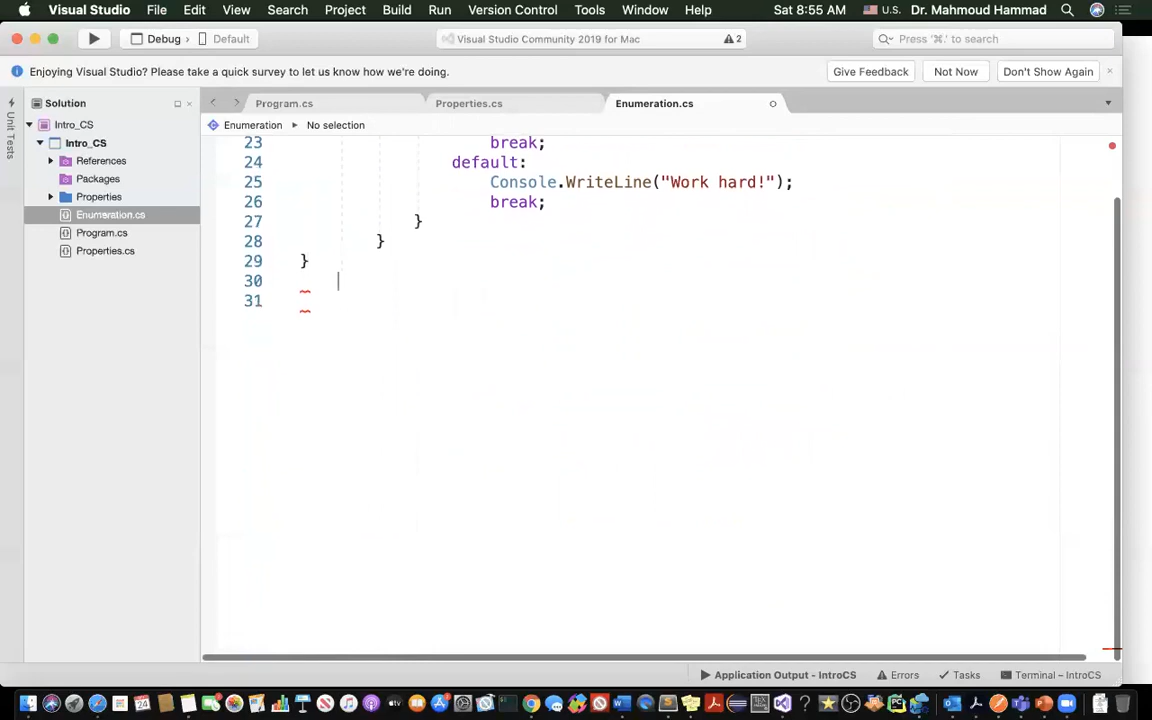 Visual Studio File Edit View Search Project Build Run Version Control Tools Window Help Sat 8:55 AM U.S. Dr. Mahmoud Hammad
Debug › Default Visual Studio Community 2019 for Mac 2 Press '⌘.' to search
Enjoying Visual Studio? Please take a quick survey to let us know how we're doing. Give Feedback Not Now Don't Show Again
Unit Tests
Solution
Intro_CS
Intro_CS
References
Packages
Properties
Enumeration.cs
Program.cs
Properties.cs
Program.cs Properties.cs Enumeration.cs
Enumeration No selection
23 break;
24 default:
25 Console.WriteLine("Work hard!");
26 break;
27 }
28 }
29 }
30
31
Application Output - IntroCS Errors Tasks Terminal – IntroCS